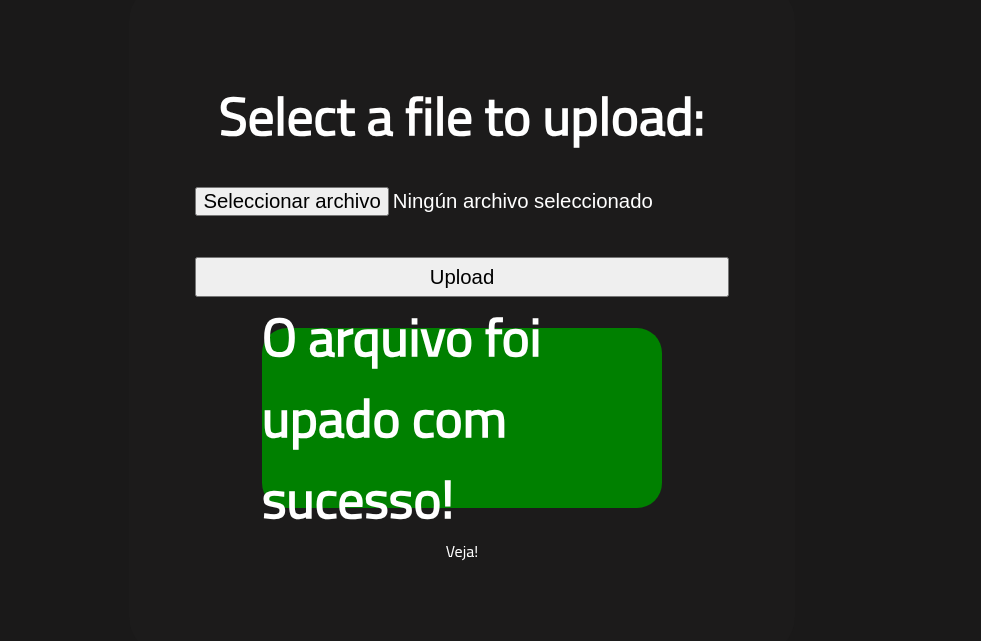 Select a file to upload:
Seleccionar archivo Ningún archivo seleccionado
Upload
O arquivo foi
upado com
sucesso!
Veja!